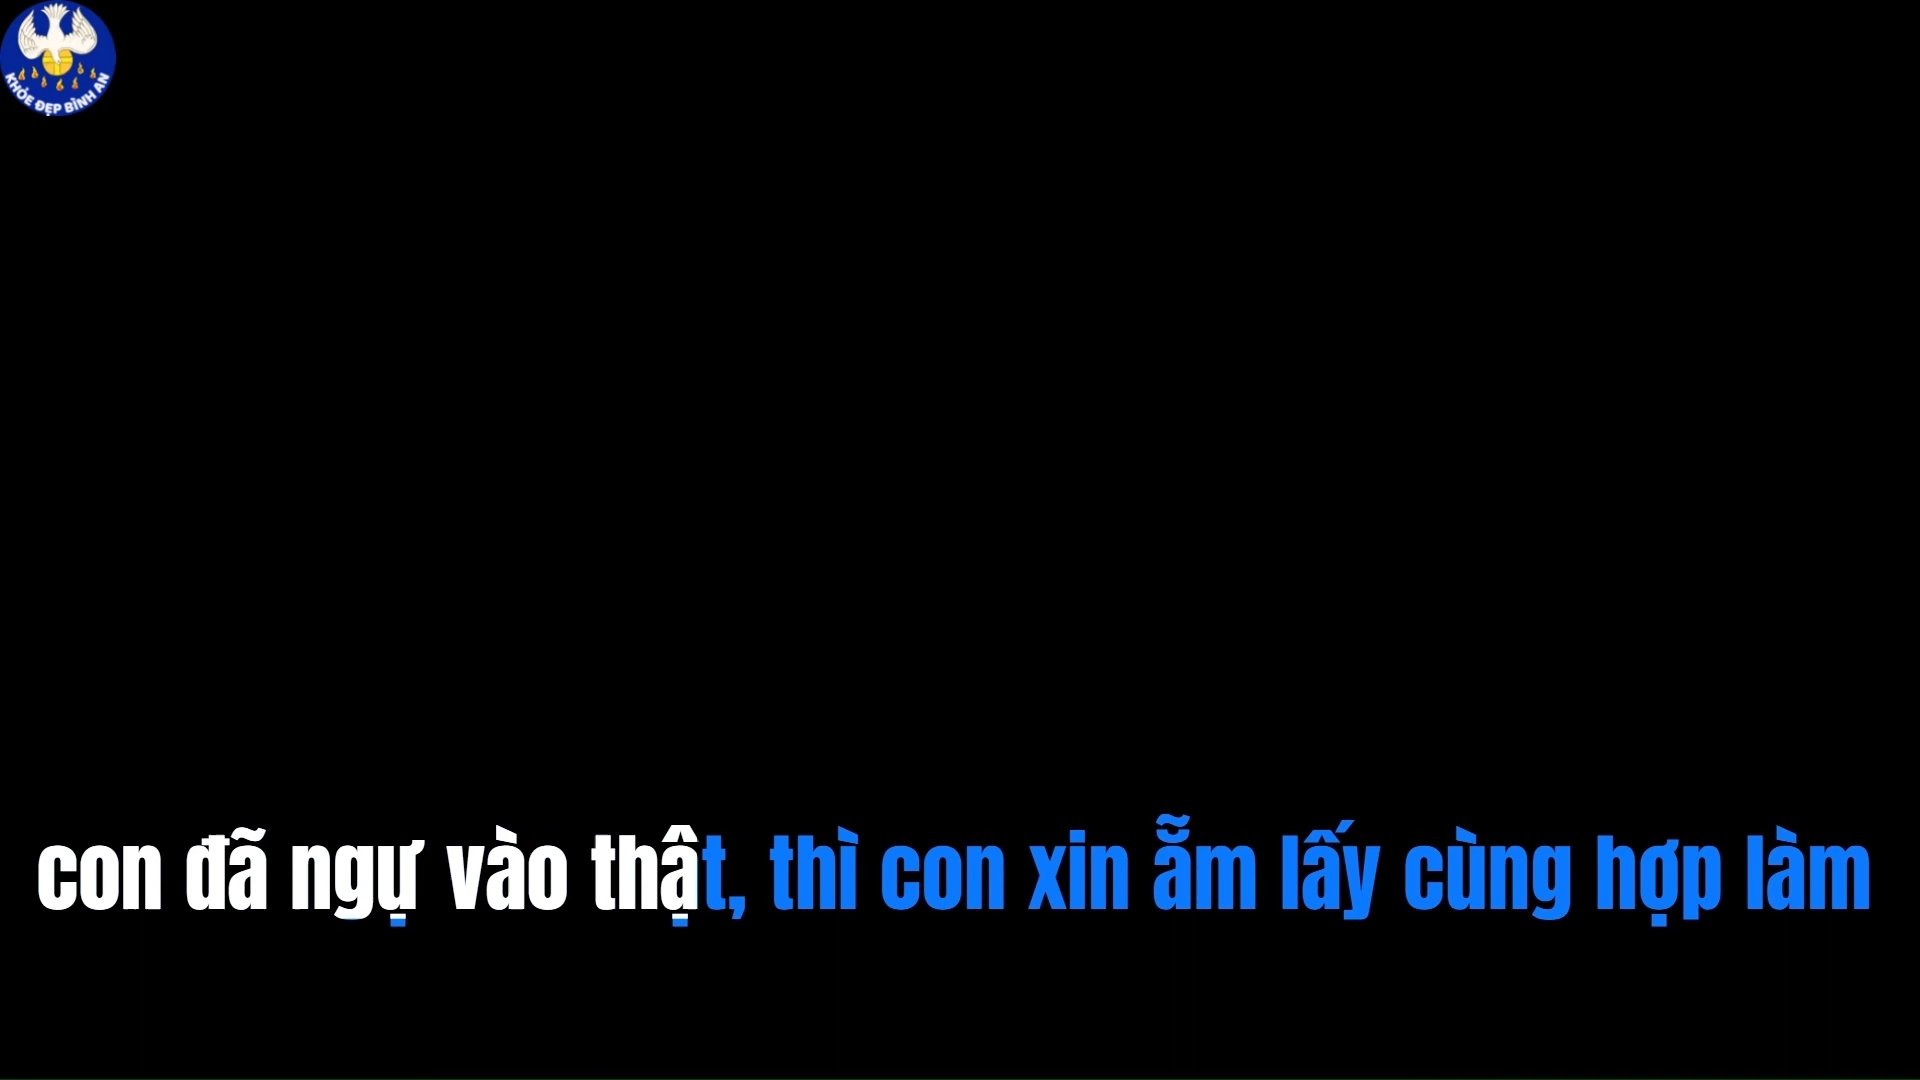 KHỎE ĐẸP BÌNH AN
con đã ngự vào thật, thì con xin ẵm lấy cùng hợp làm